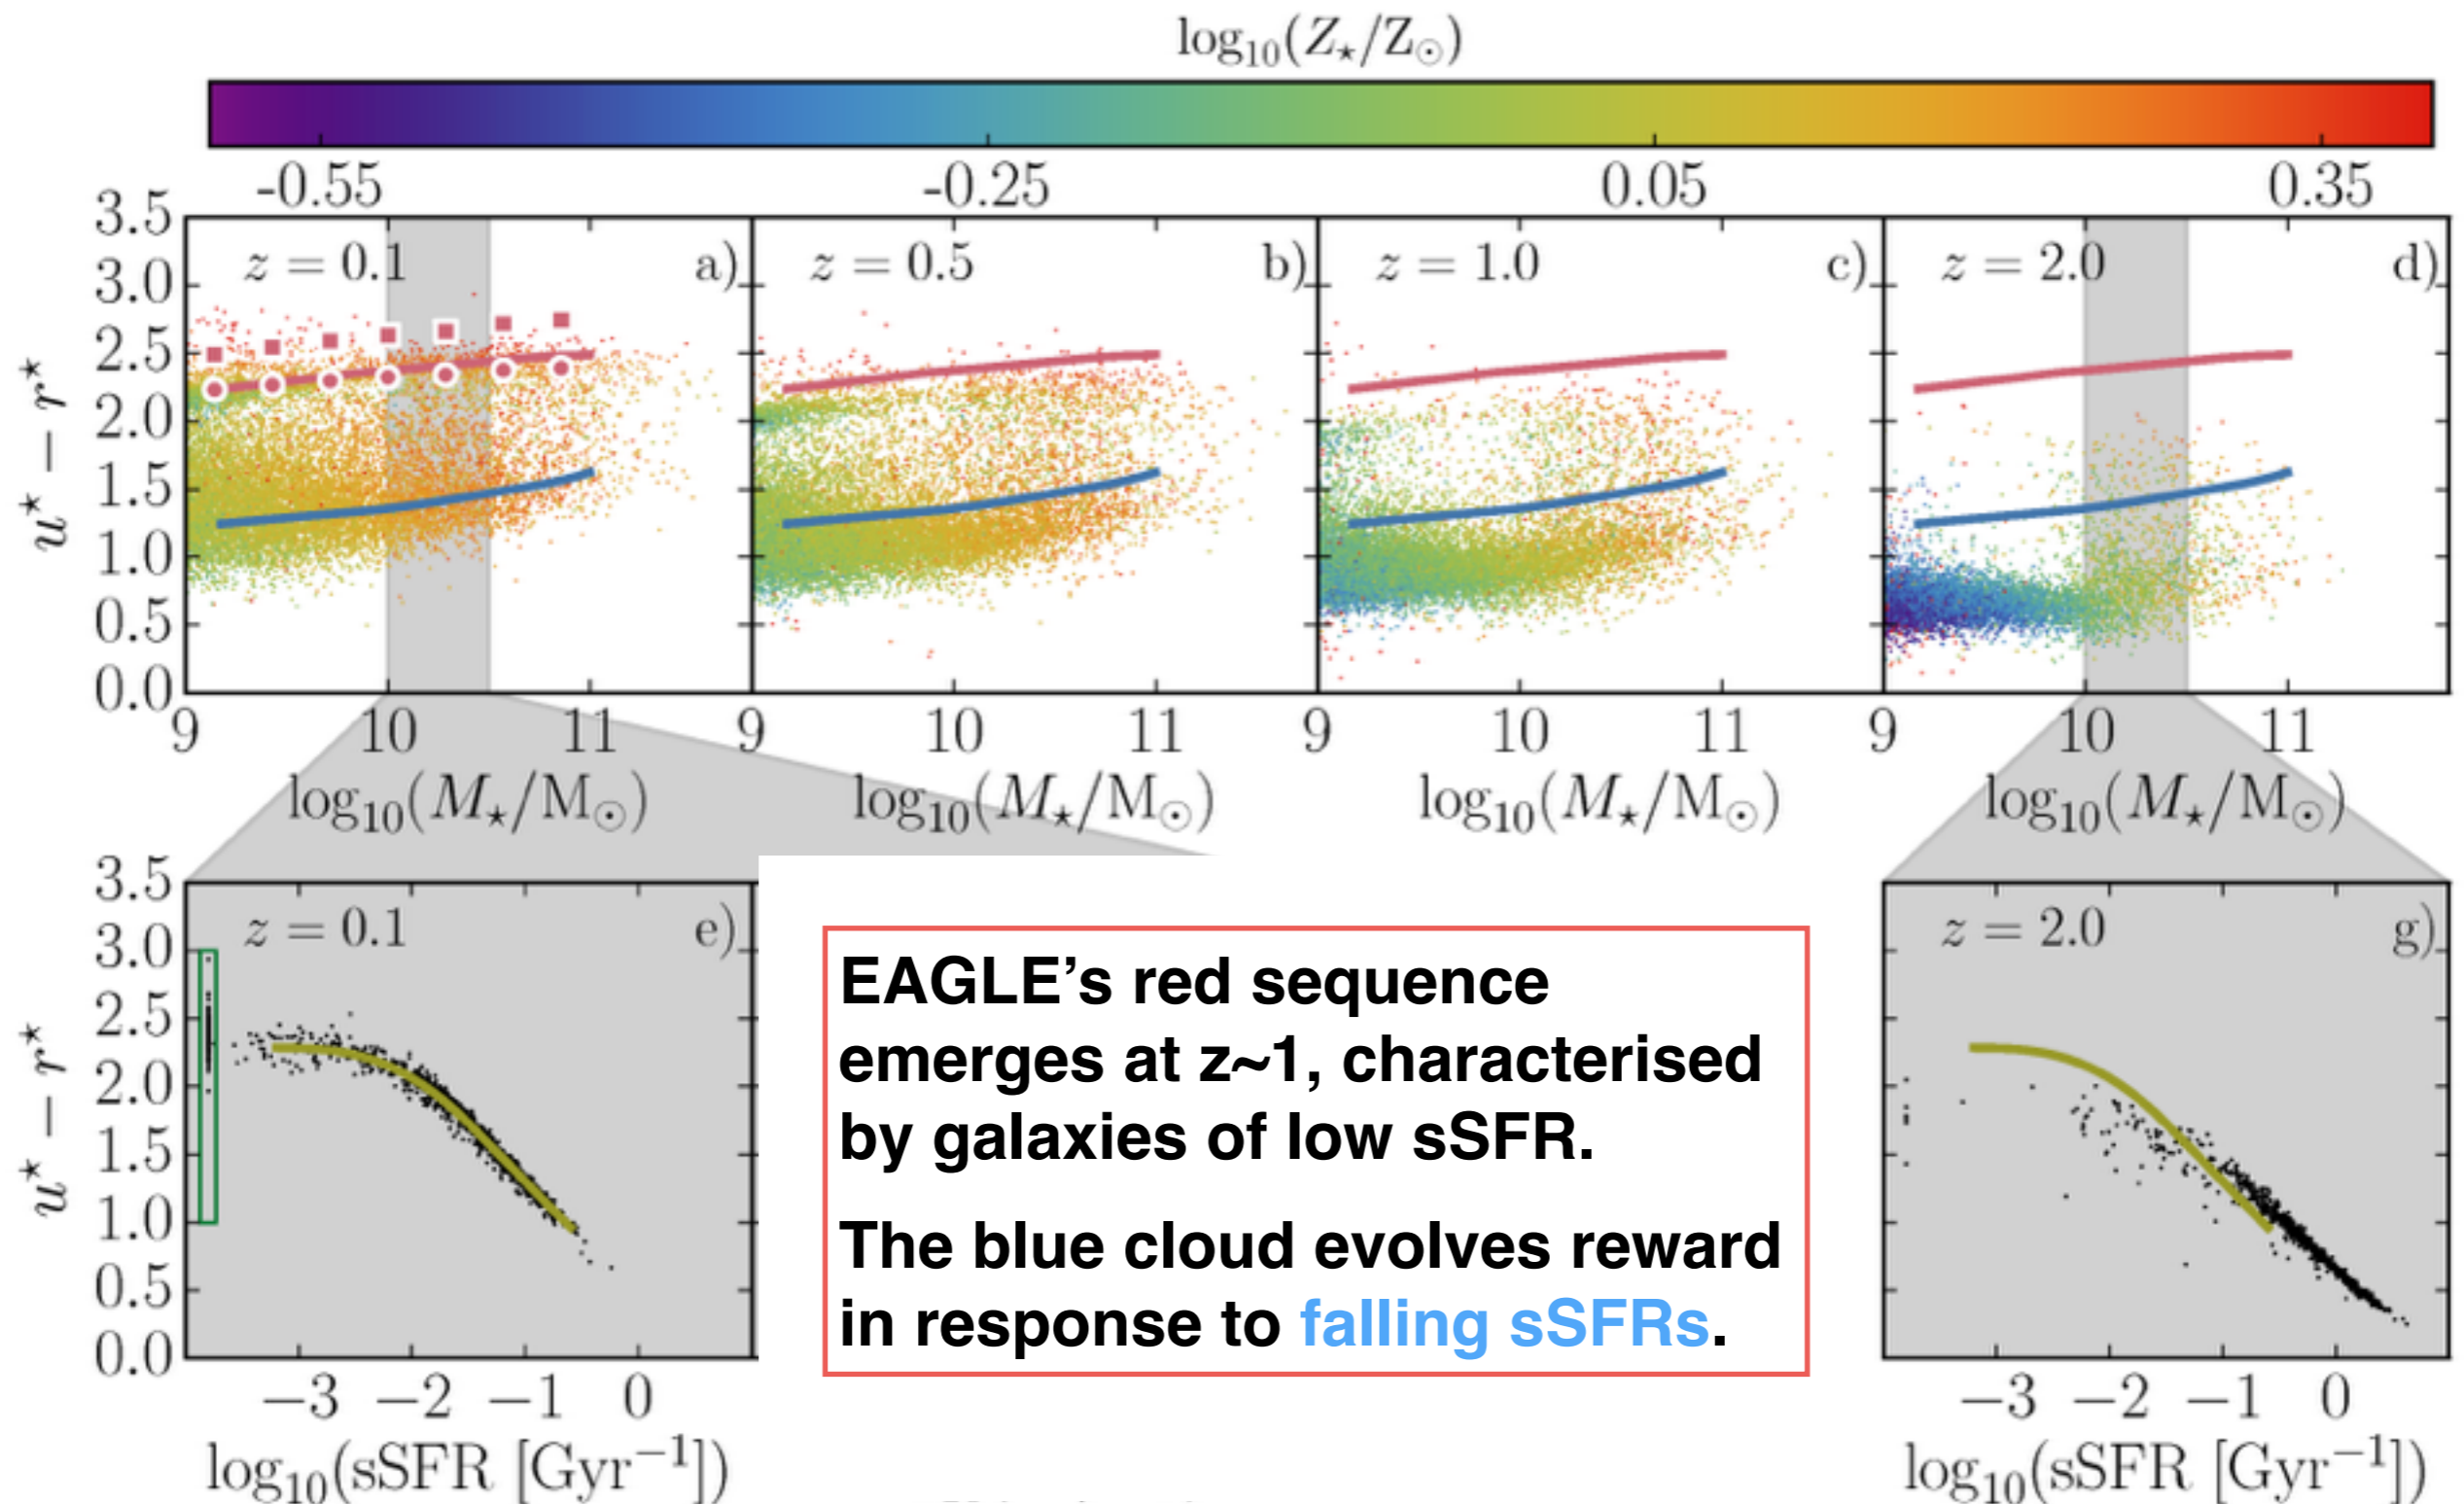 log₁₀(Z⋆/Z⊙)
-0.55 -0.25 0.05 0.35
3.5
3.0
2.5
2.0
1.5
1.0
0.5
0.0
u⋆ − r⋆
z = 0.1 a)
z = 0.5 b)
z = 1.0 c)
z = 2.0 d)
9 10 11
9 10 11
9 10 11
9 10 11
log₁₀(M⋆/M⊙)
log₁₀(M⋆/M⊙)
log₁₀(M⋆/M⊙)
log₁₀(M⋆/M⊙)
3.5
3.0
2.5
2.0
1.5
1.0
0.5
0.0
u⋆ − r⋆
z = 0.1 e)
−3 −2 −1 0
log₁₀(sSFR [Gyr⁻¹])
EAGLE’s red sequence
emerges at z~1, characterised
by galaxies of low sSFR.
The blue cloud evolves reward
in response to falling sSFRs.
z = 2.0 g)
−3 −2 −1 0
log₁₀(sSFR [Gyr⁻¹])